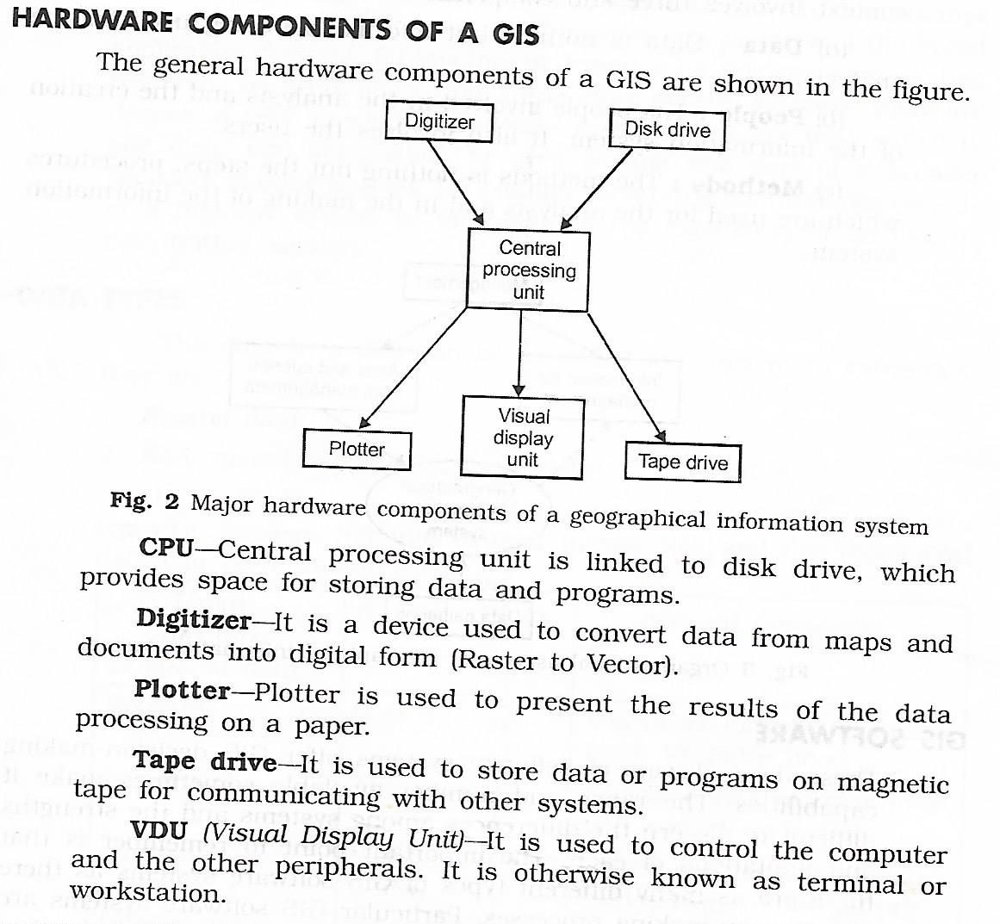 HARDWARE COMPONENTS OF A GIS
The general hardware components of a GIS are shown in the figure.
Digitizer
Disk drive
Central
processing
unit
Plotter
Visual
display
unit
Tape drive
Fig. 2 Major hardware components of a geographical information system
CPU—Central processing unit is linked to disk drive, which
provides space for storing data and programs.
Digitizer—It is a device used to convert data from maps and
documents into digital form (Raster to Vector).
Plotter—Plotter is used to present the results of the data
processing on a paper.
Tape drive—It is used to store data or programs on magnetic
tape for communicating with other systems.
VDU (Visual Display Unit)—It is used to control the computer
and the other peripherals. It is otherwise known as terminal or
workstation.